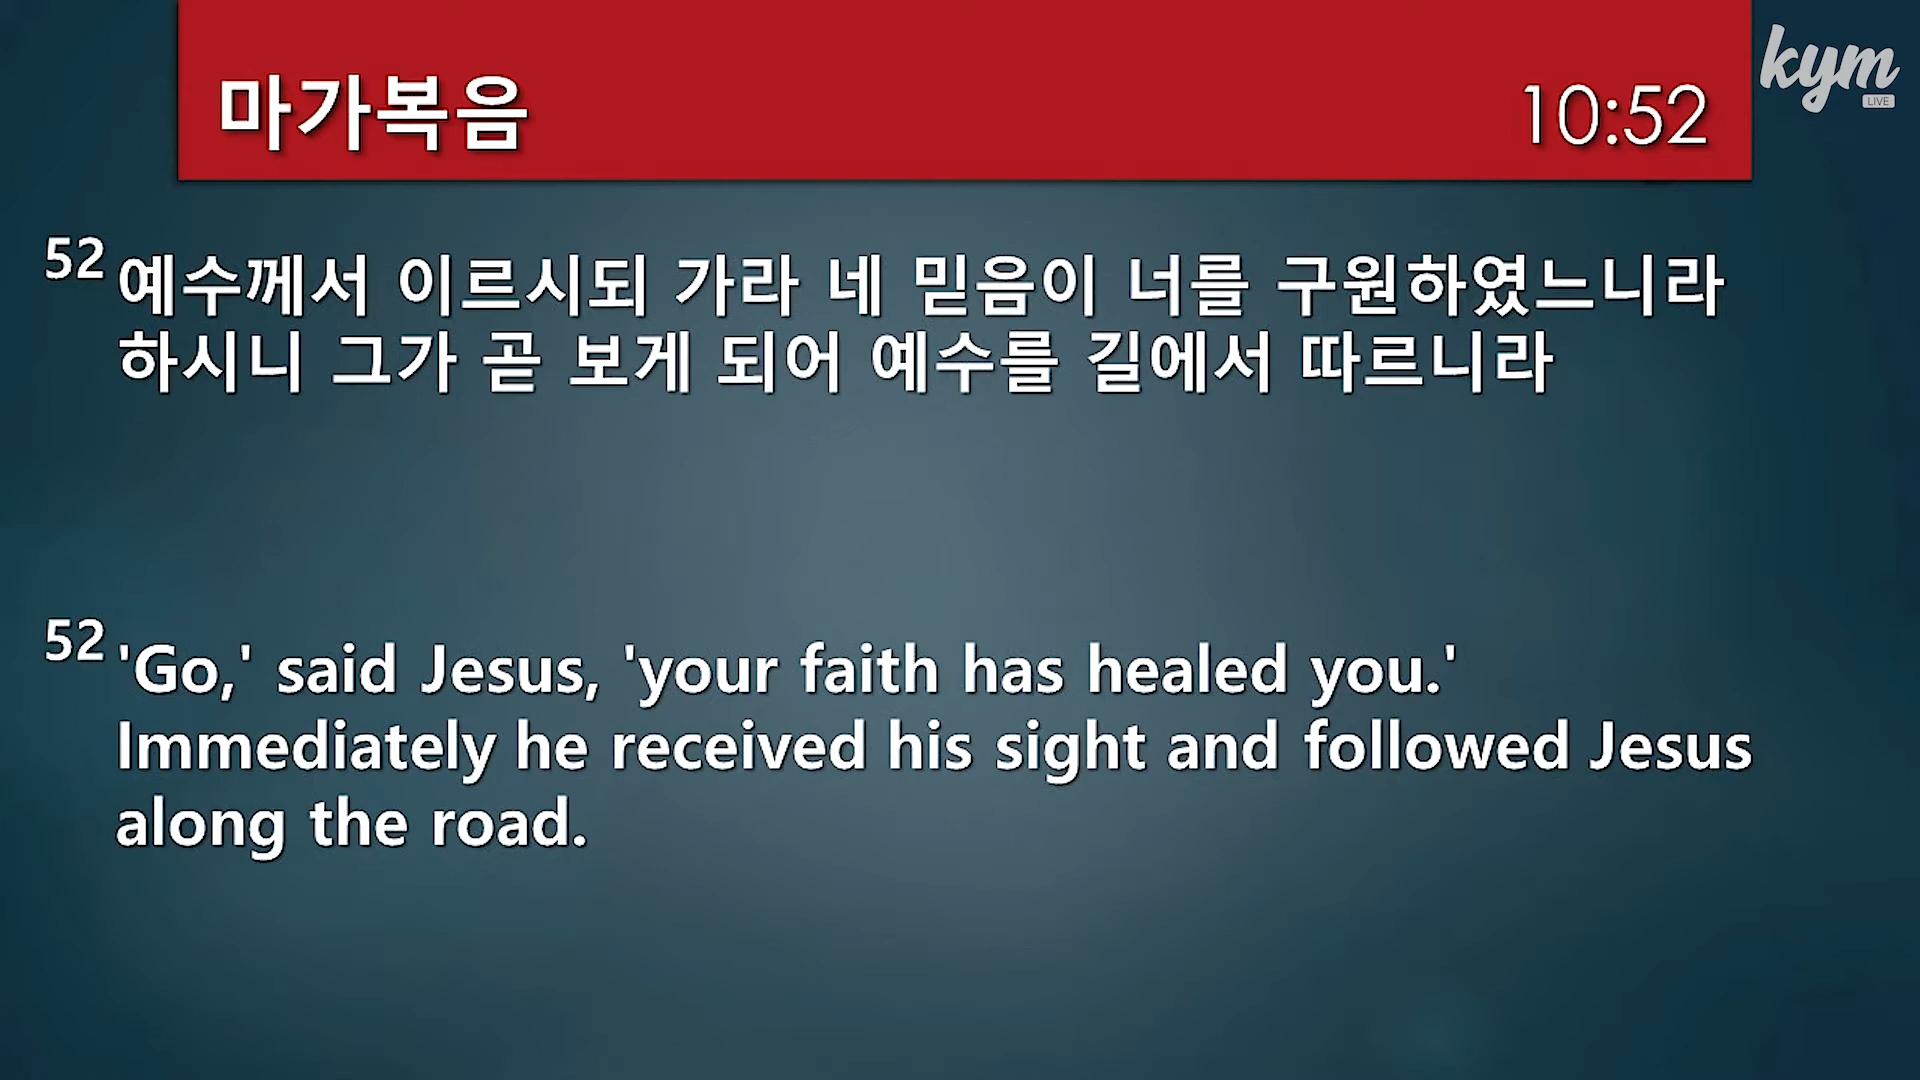 마가복음
10:52
kym
LIVE
52 예수께서 이르시되 가라 네 믿음이 너를 구원하였느니라
하시니 그가 곧 보게 되어 예수를 길에서 따르니라
52 'Go,' said Jesus, 'your faith has healed you.'
Immediately he received his sight and followed Jesus
along the road.